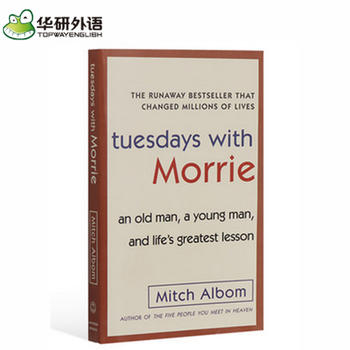 华研外语
TOPWAYENGLISH
THE RUNAWAY BESTSELLER THAT
CHANGED MILLIONS OF LIVES
tuesdays with
Morrie
an old man, a young man,
and life's greatest lesson
Mitch Albom
AUTHOR OF THE FIVE PEOPLE YOU MEET IN HEAVEN
tuesdays with
Morrie
Mitch Albom